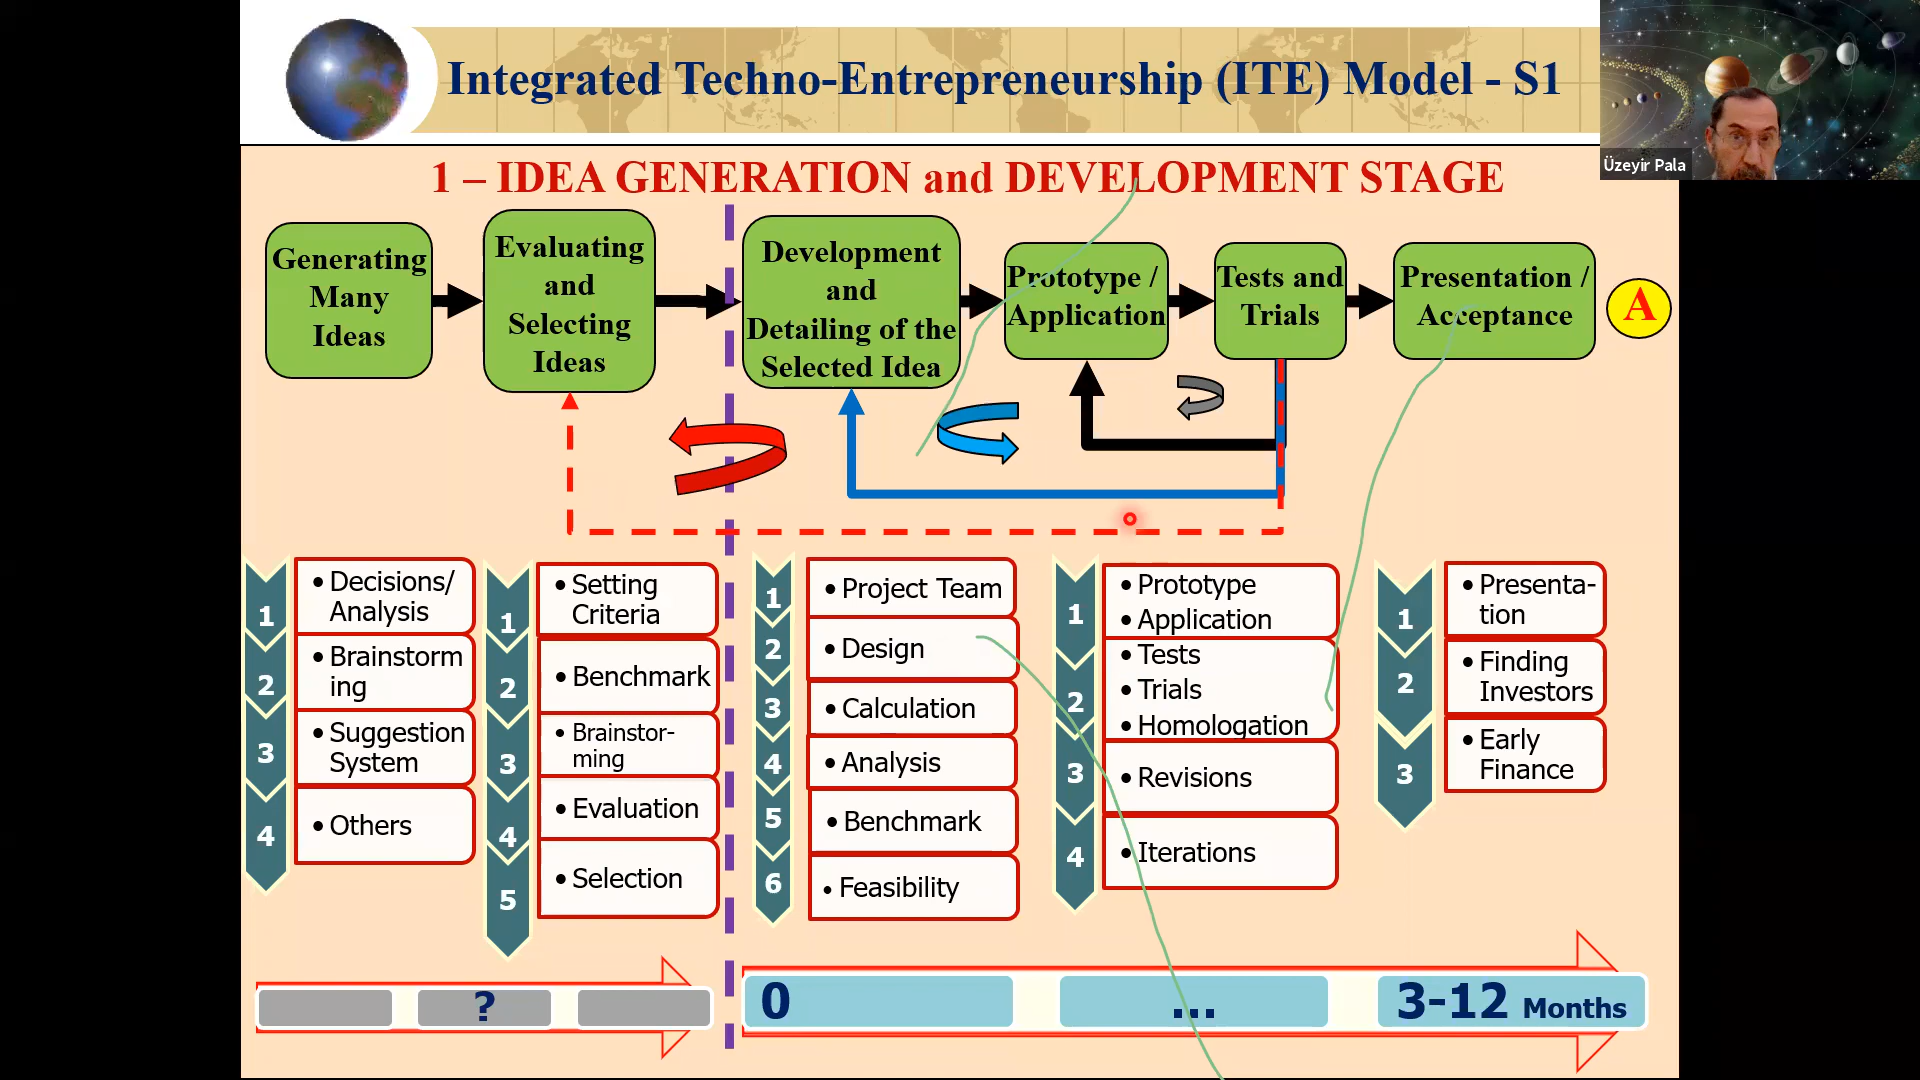 Integrated Techno-Entrepreneurship (ITE) Model - S1
Üzeyir Pala
1 – IDEA GENERATION and DEVELOPMENT STAGE
Generating
Many
Ideas
Evaluating
and
Selecting
Ideas
Development
and
Detailing of the
Selected Idea
Prototype /
Application
Tests and
Trials
Presentation /
Acceptance
A
1
• Decisions/
Analysis
2
• Brainstorm
ing
3
• Suggestion
System
4
• Others
1
• Setting
Criteria
2
• Benchmark
3
• Brainstor-
ming
4
• Evaluation
5
• Selection
1
• Project Team
2
• Design
3
• Calculation
4
• Analysis
5
• Benchmark
6
• Feasibility
1
• Prototype
• Application
2
• Tests
• Trials
• Homologation
3
• Revisions
4
• Iterations
1
• Presenta-
tion
2
• Finding
Investors
3
• Early
Finance
?
0
...
3-12 Months